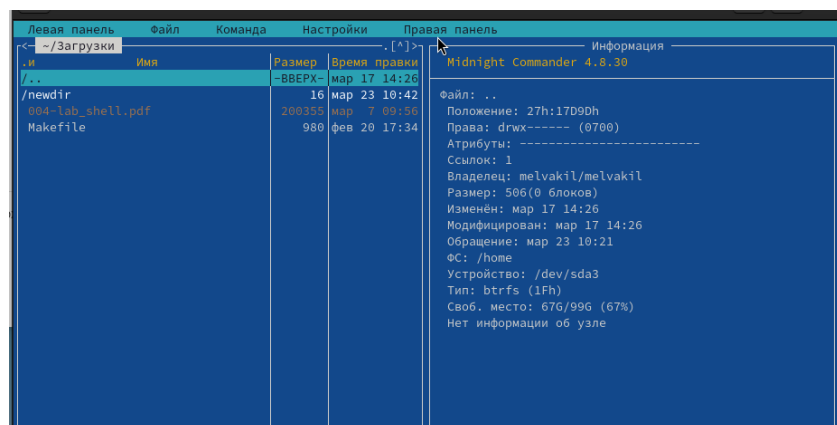 Левая панель Файл Команда Настройки Правая панель
<- ~/Загрузки .[^]>
Информация
.и Имя Размер Время правки
Midnight Commander 4.8.30
/.. -ВВЕРХ- мар 17 14:26
/newdir 16 мар 23 10:42
004-lab_shell.pdf 200355 мар 7 09:56
Makefile 980 фев 20 17:34
Файл: ..
Положение: 27h:17D9Dh
Права: drwx------ (0700)
Атрибуты: -------------------------
Ссылок: 1
Владелец: melvakil/melvakil
Размер: 506(0 блоков)
Изменён: мар 17 14:26
Модифицирован: мар 17 14:26
Обращение: мар 23 10:21
ФС: /home
Устройство: /dev/sda3
Тип: btrfs (1Fh)
Своб. место: 67G/99G (67%)
Нет информации об узле